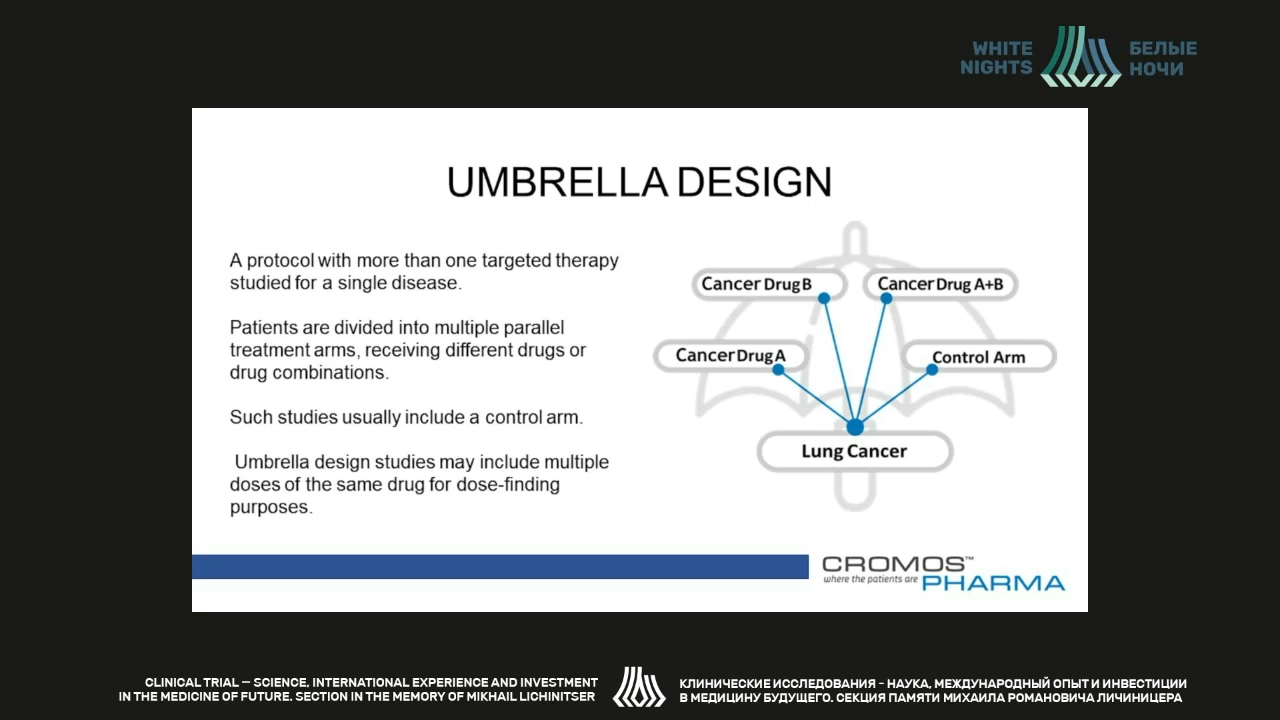 WHITE
NIGHTS
БЕЛЫЕ
НОЧИ
UMBRELLA DESIGN
A protocol with more than one targeted therapy
studied for a single disease.
Patients are divided into multiple parallel
treatment arms, receiving different drugs or
drug combinations.
Such studies usually include a control arm.
Umbrella design studies may include multiple
doses of the same drug for dose-finding
purposes.
Cancer Drug B
Cancer Drug A+B
Cancer Drug A
Control Arm
Lung Cancer
CROMOS™
where the patients are PHARMA
CLINICAL TRIAL – SCIENCE, INTERNATIONAL EXPERIENCE AND INVESTMENT
IN THE MEDICINE OF FUTURE. SECTION IN THE MEMORY OF MIKHAIL LICHINITSER
КЛИНИЧЕСКИЕ ИССЛЕДОВАНИЯ - НАУКА, МЕЖДУНАРОДНЫЙ ОПЫТ И ИНВЕСТИЦИИ
В МЕДИЦИНУ БУДУЩЕГО. СЕКЦИЯ ПАМЯТИ МИХАИЛА РОМАНОВИЧА ЛИЧИНИЦЕРА